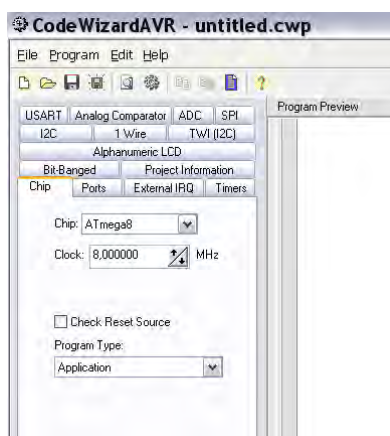 CodeWizardAVR - untitled.cwp
File Program Edit Help
Program Preview
USART Analog Comparator ADC SPI
I2C 1 Wire TWI (I2C)
Alphanumeric LCD
Bit-Banged Project Information
Chip Ports External IRQ Timers
Chip: ATmega8
Clock: 8,000000 MHz
Check Reset Source
Program Type:
Application